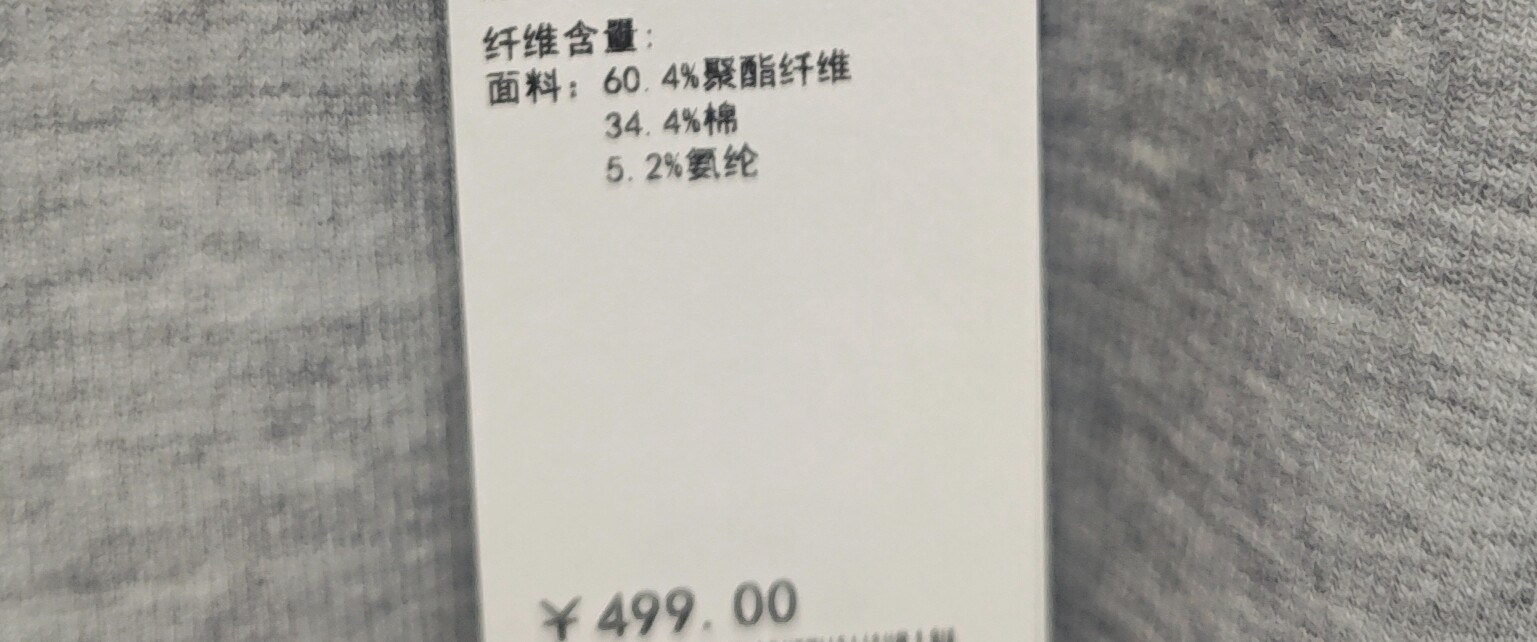 纤维含量:
面料: 60.4%聚酯纤维
34.4%棉
5.2%氨纶
¥499.00